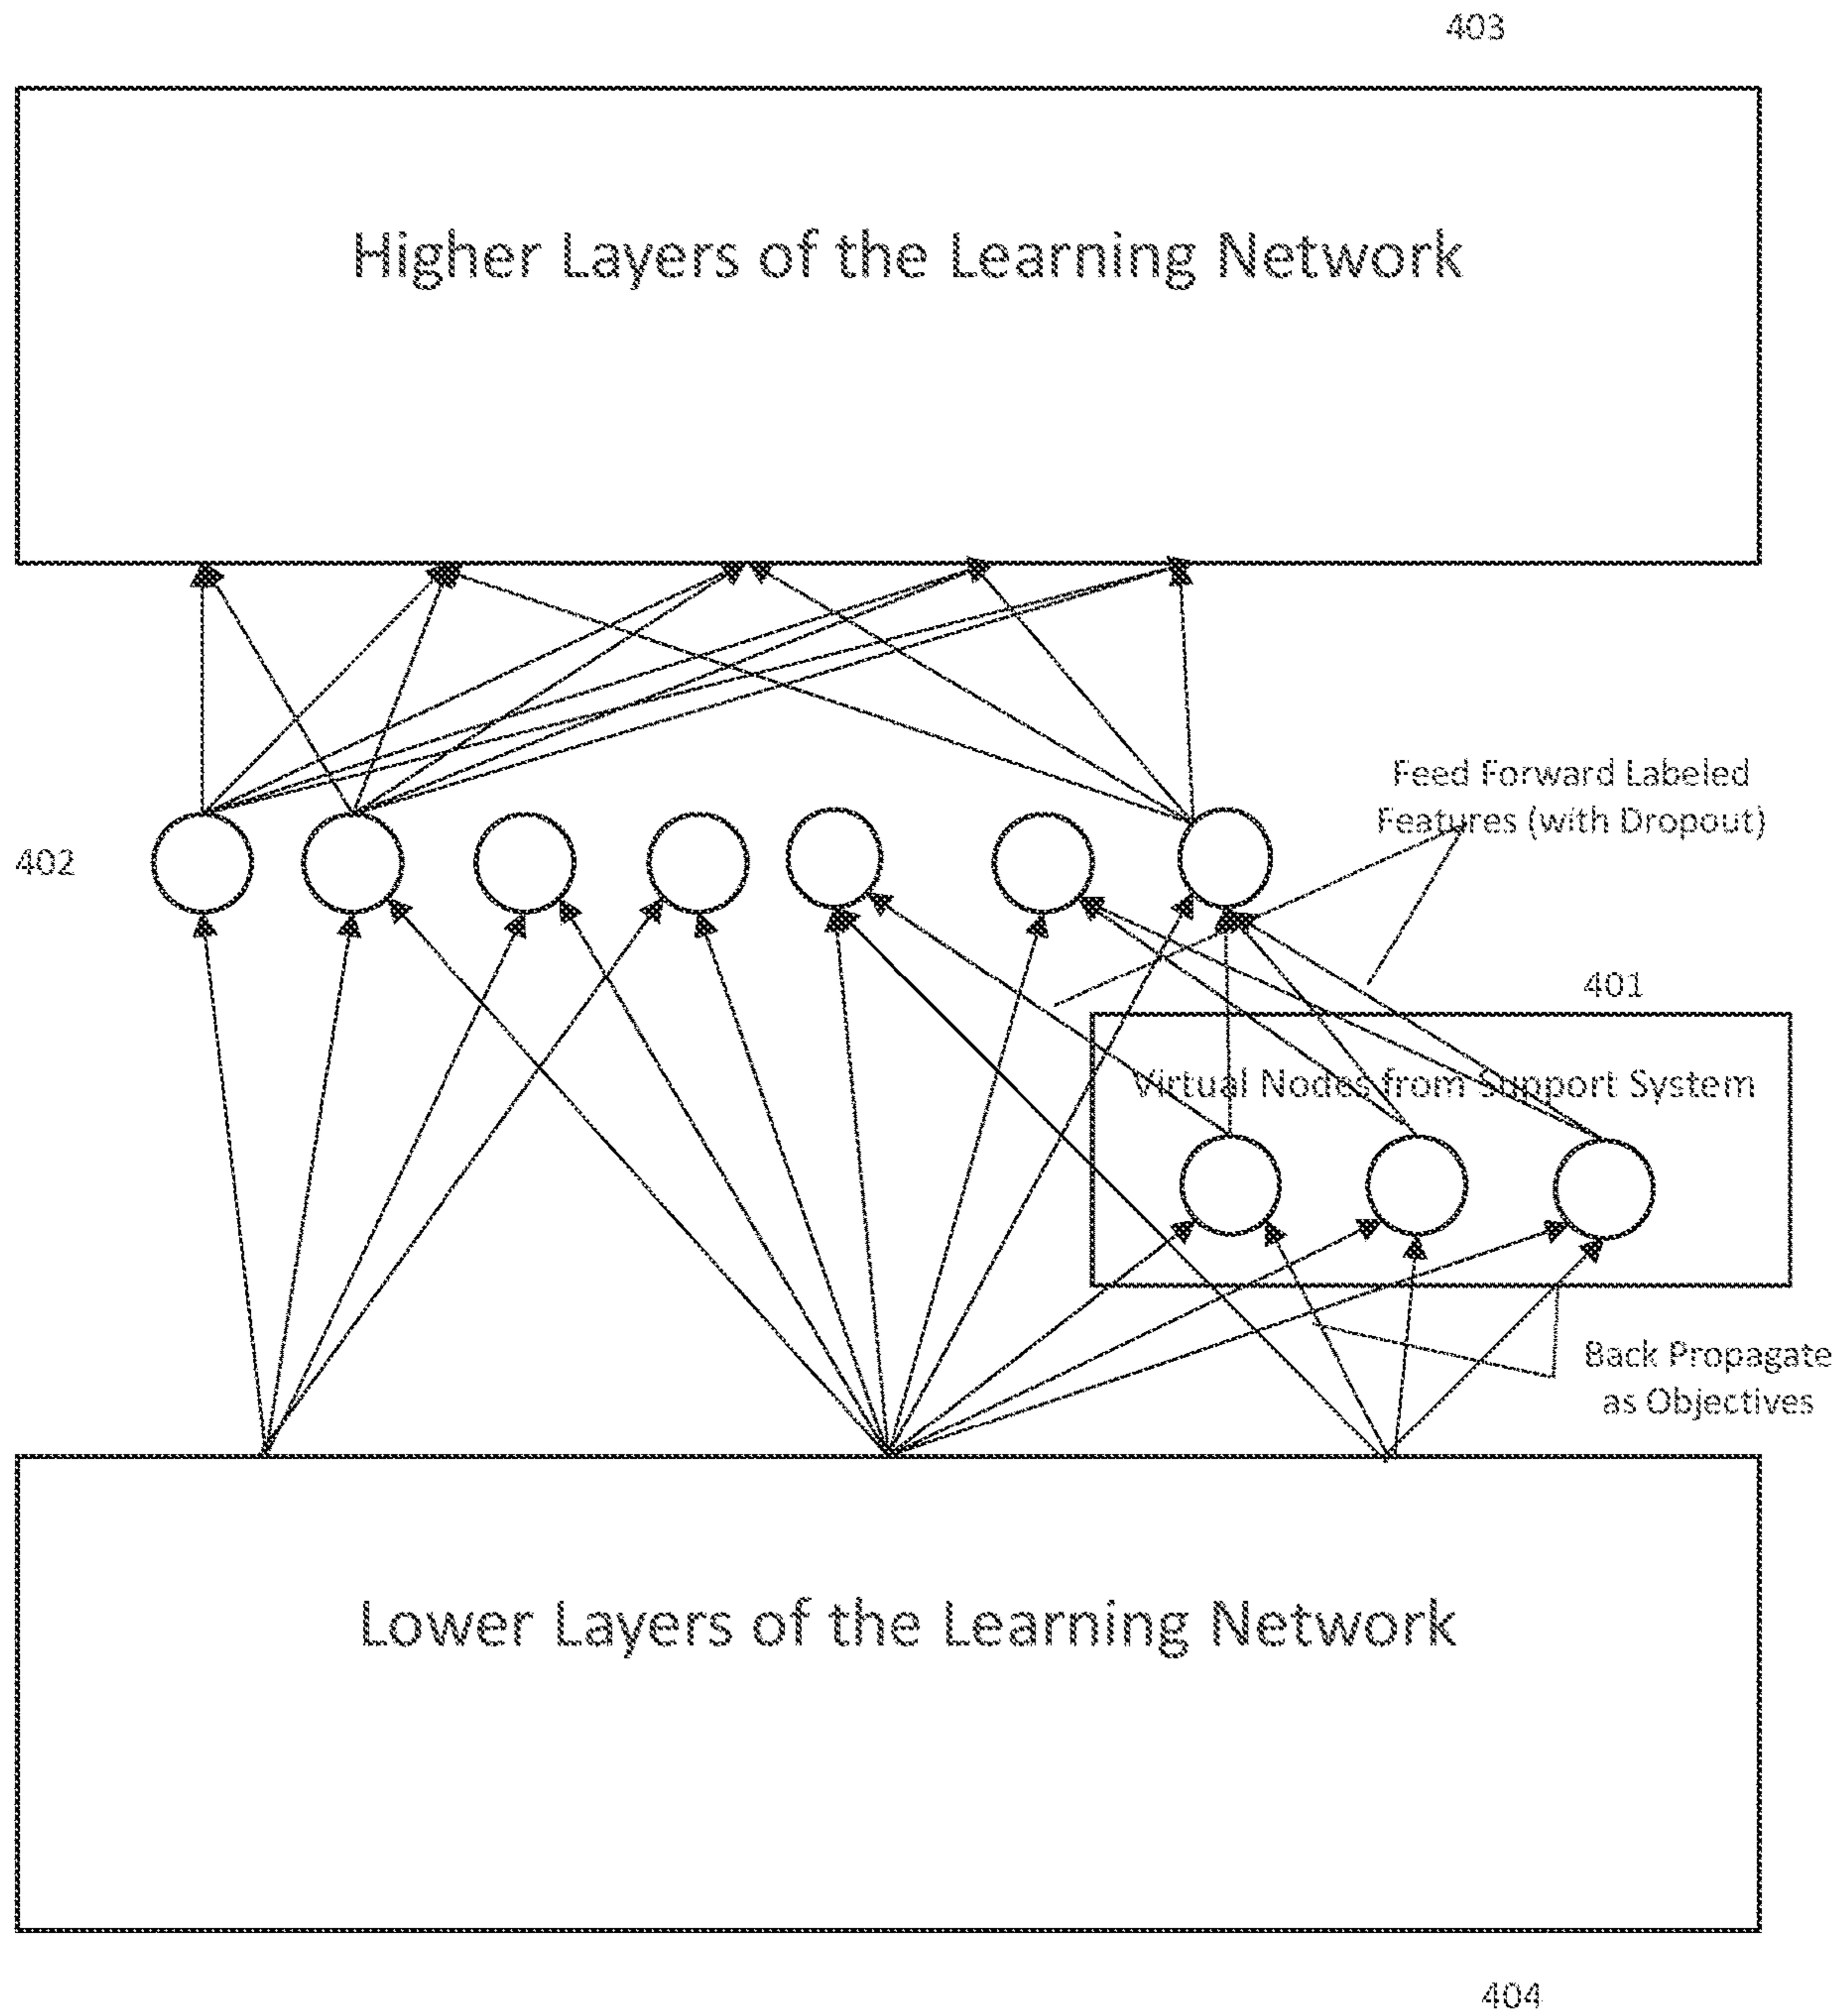 403
Higher Layers of the Learning Network
Feed Forward Labeled
Features (with Dropout)
402
401
Virtual Nodes from Support System
Back Propagate
as Objectives
Lower Layers of the Learning Network
404